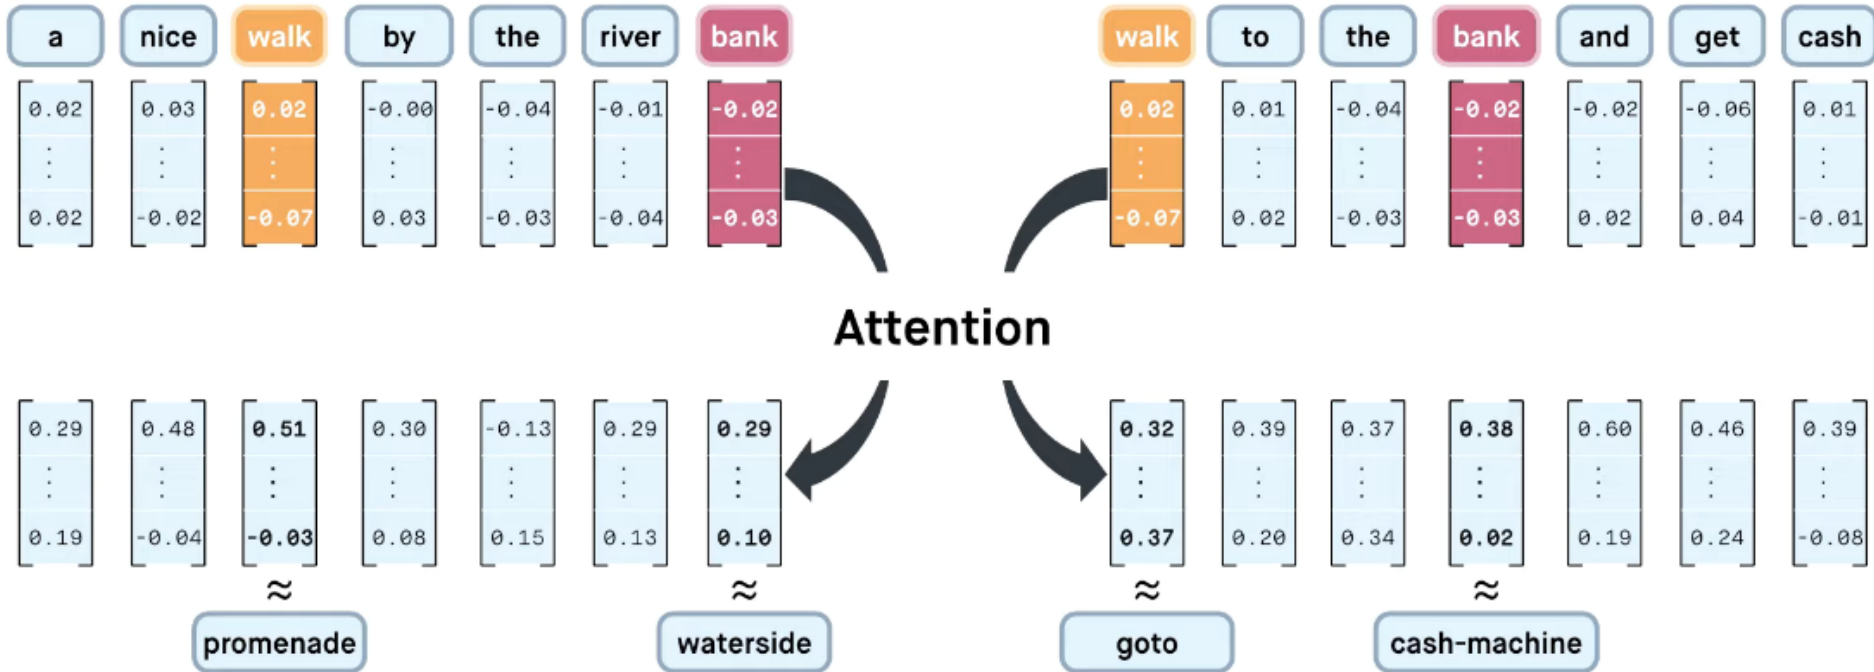 a nice walk by the river bank walk to the bank and get cash
0.02 0.03 0.02 -0.00 -0.04 -0.01 -0.02 0.02 0.01 -0.04 -0.02 -0.02 -0.06 0.01
0.02 -0.02 -0.07 0.03 -0.03 -0.04 -0.03 -0.07 0.02 -0.03 -0.03 0.02 0.04 -0.01
Attention
0.29 0.48 0.51 0.30 -0.13 0.29 0.29 0.32 0.39 0.37 0.38 0.60 0.46 0.39
0.19 -0.04 -0.03 0.08 0.15 0.13 0.10 0.37 0.20 0.34 0.02 0.19 0.24 -0.08
≈ ≈ ≈ ≈
promenade waterside goto cash-machine